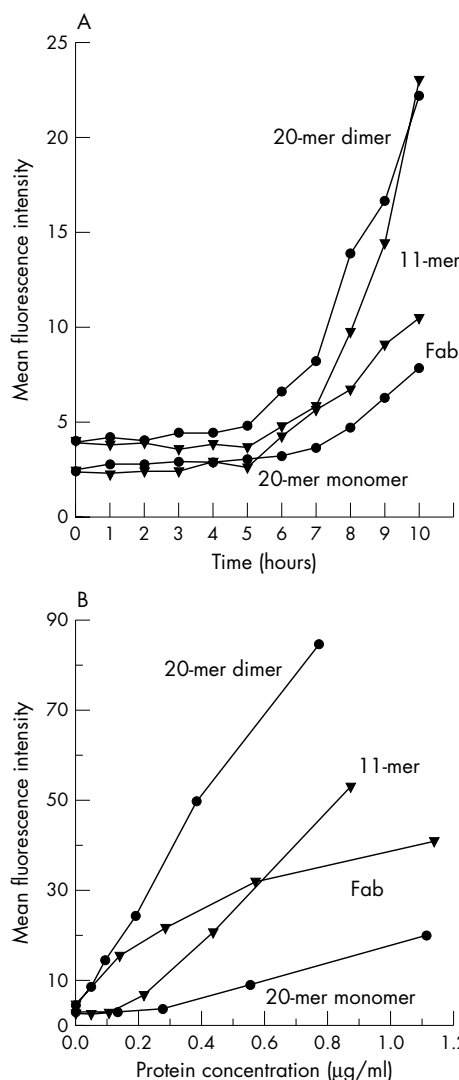 A
25
20
15
10
5
0
Mean fluorescence intensity
20-mer dimer
11-mer
Fab
20-mer monomer
0 1 2 3 4 5 6 7 8 9 10
Time (hours)
B
90
70
50
30
10
0
Mean fluorescence intensity
20-mer dimer
11-mer
Fab
20-mer monomer
0.0 0.2 0.4 0.6 0.8 1.0 1.2
Protein concentration (µg/ml)